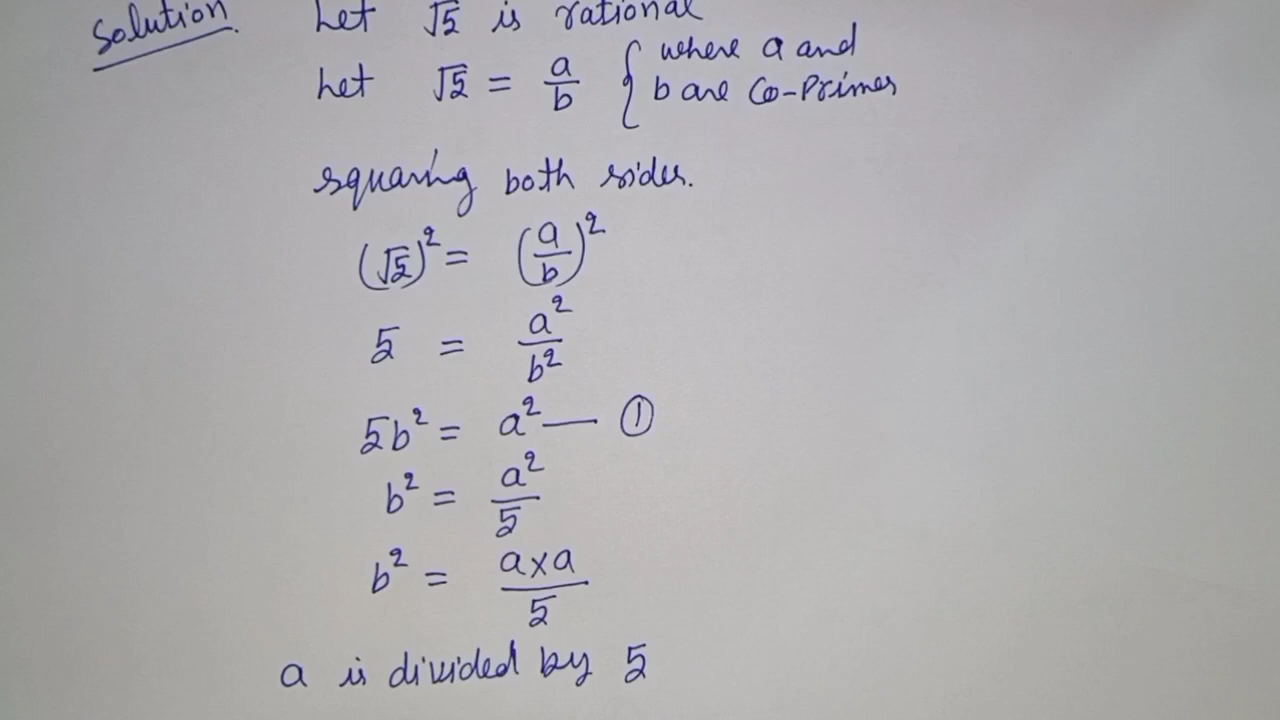 Solution. Let √5 is rational
Let √5 = a/b { where a and
b are Co-Primes
squaring both sides.
(√5)² = (a/b)²
5 = a²/b²
5b² = a² — ①
b² = a²/5
b² = a×a/5
a is divided by 5